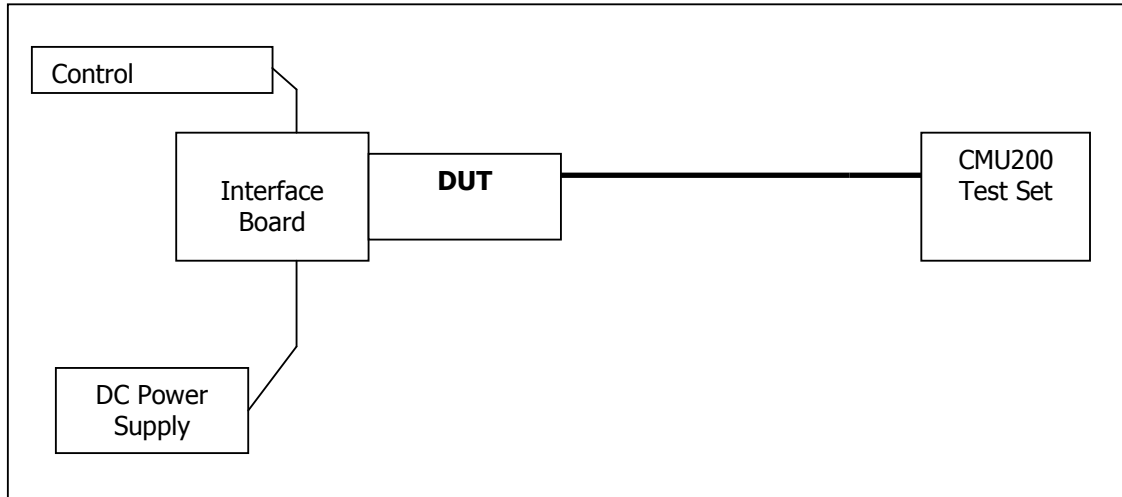 Control
Interface
Board
DUT
CMU200
Test Set
DC Power
Supply